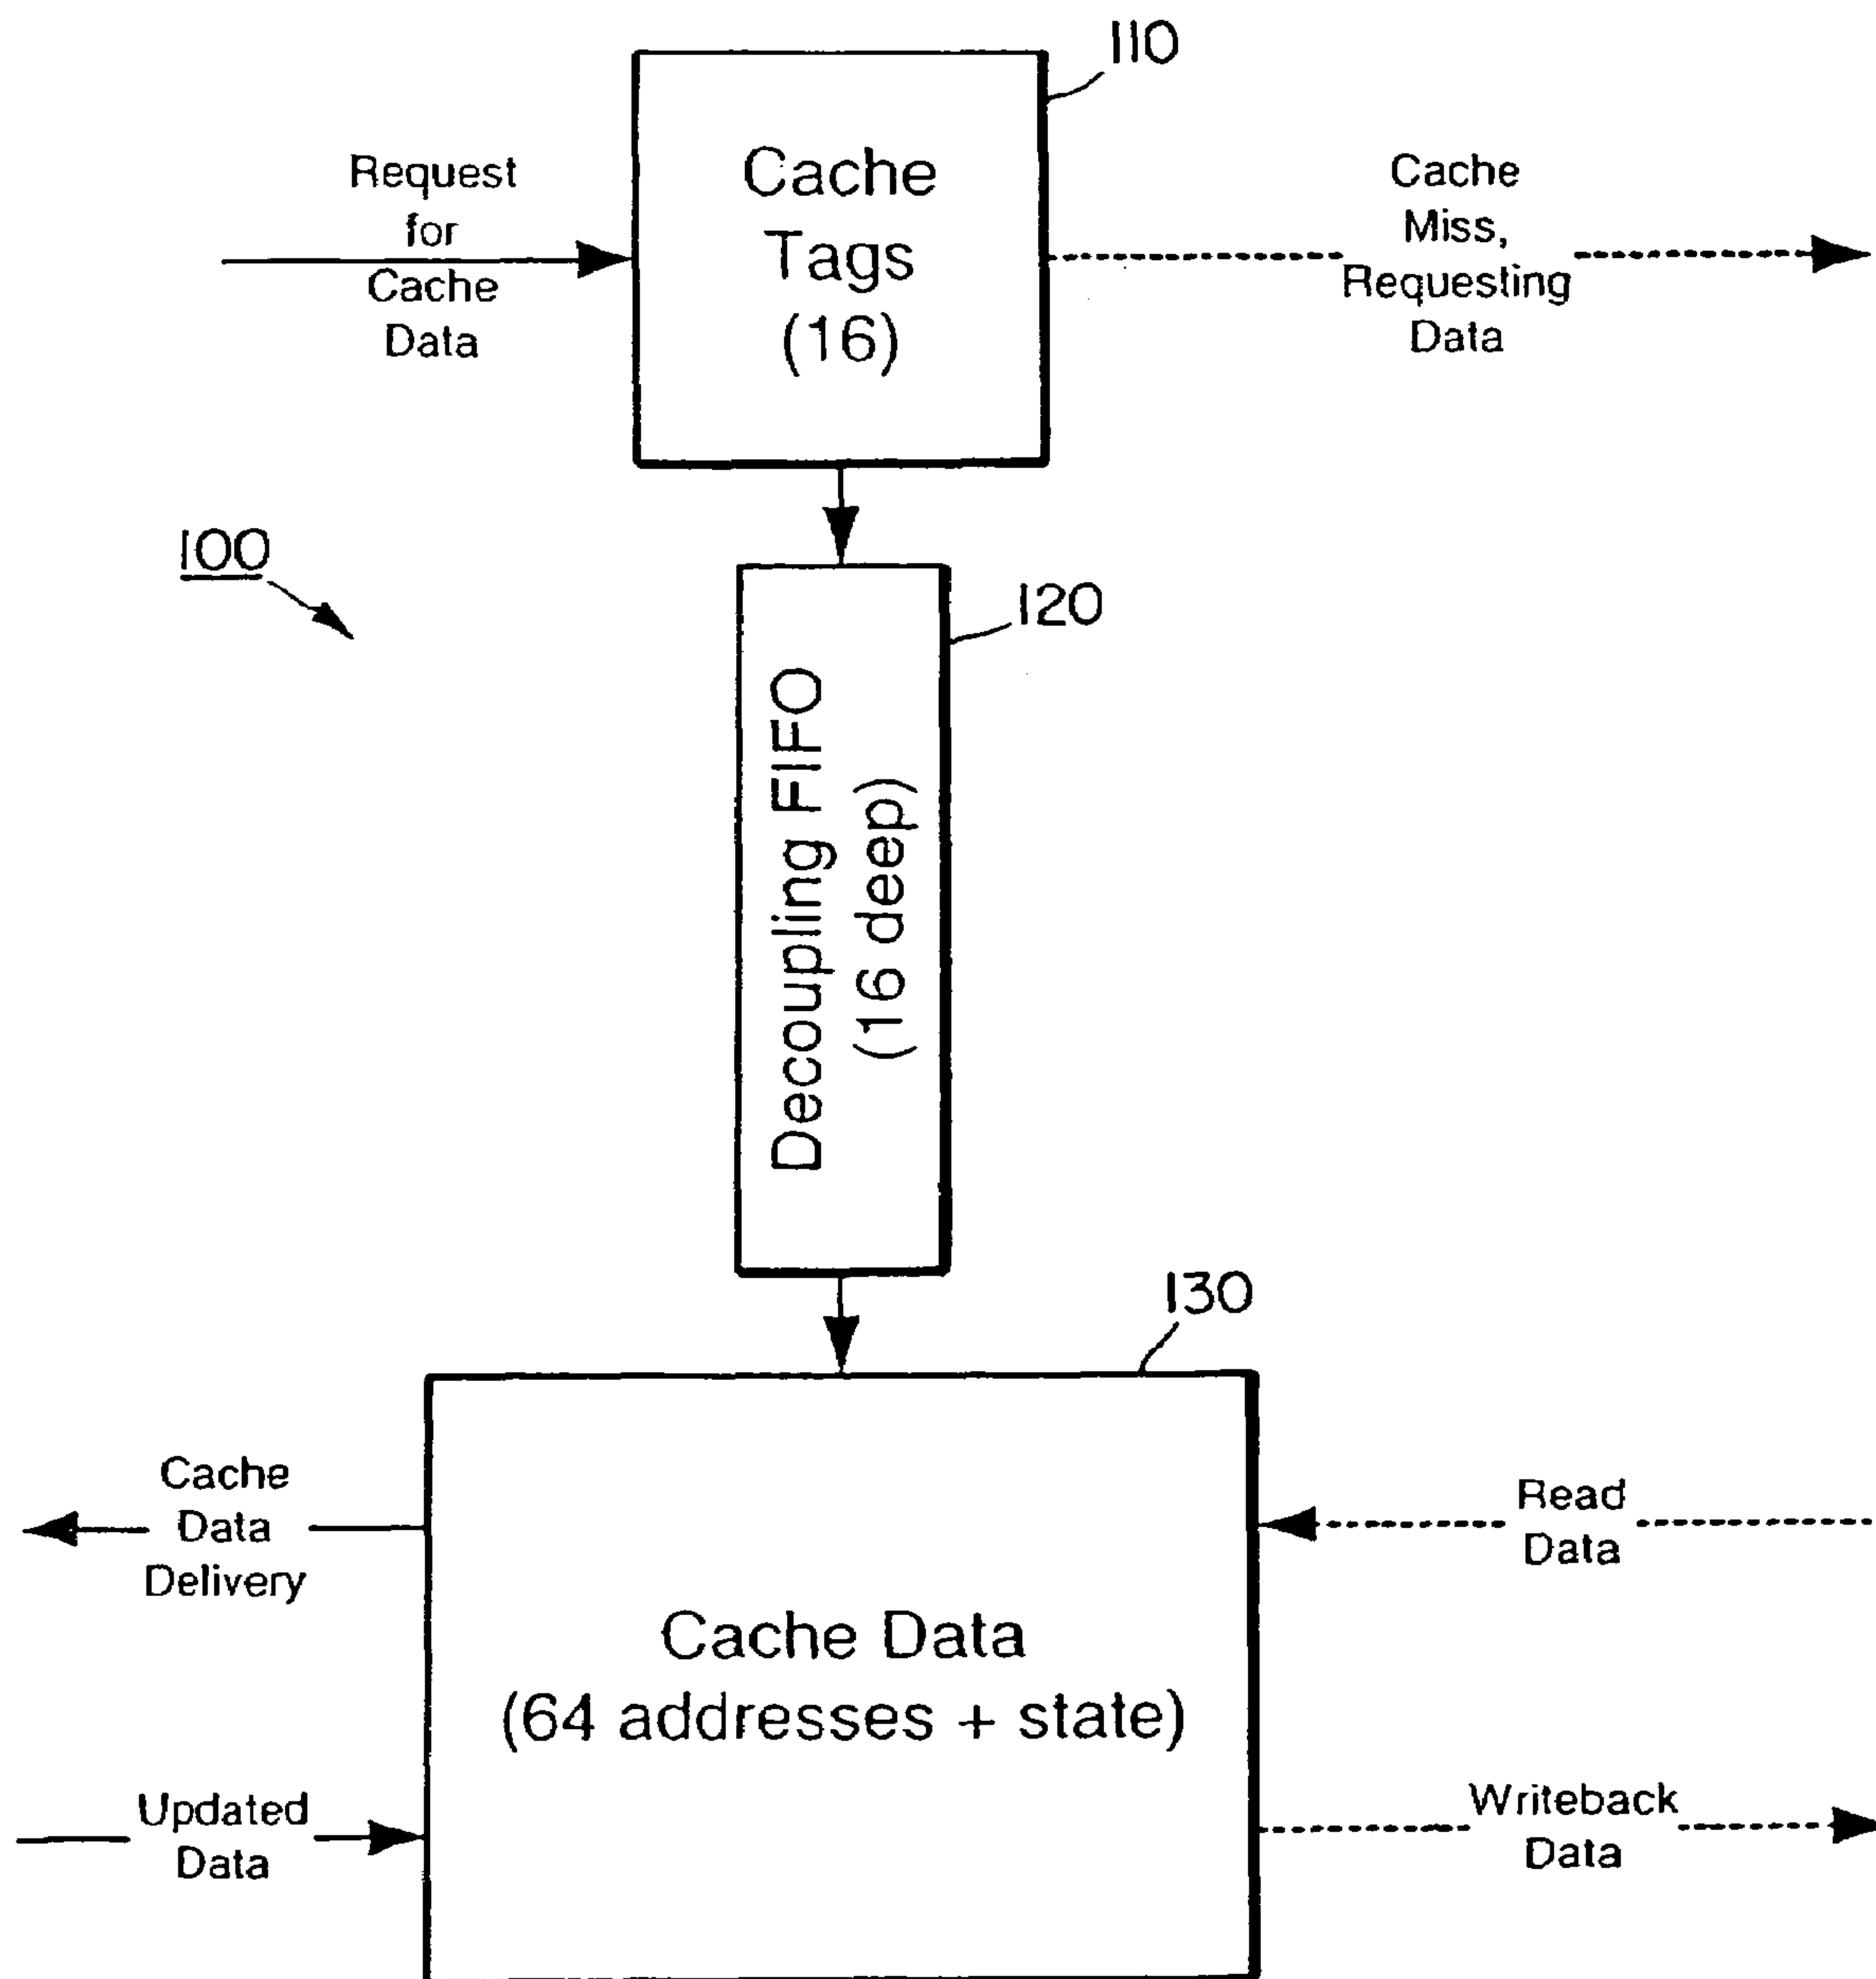 110
Request
for
Cache
Data
Cache
Tags
(16)
Cache
Miss,
Requesting
Data
100
120
Decoupling FIFO
(16 deep)
130
Cache
Data
Delivery
Read
Data
Cache Data
(64 addresses + state)
Updated
Data
Writeback
Data